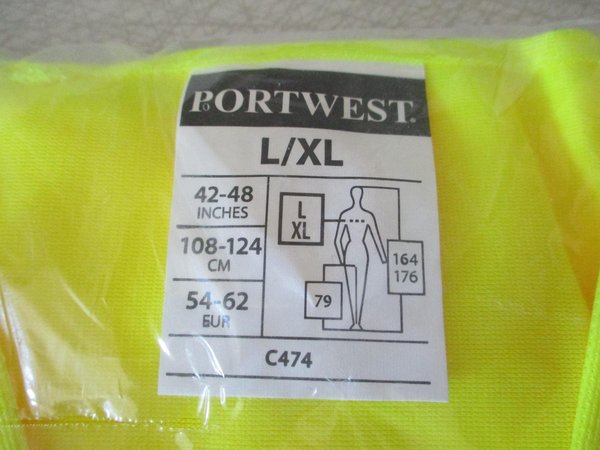 PORTWEST®
L/XL
42-48
INCHES
108-124
CM
54-62
EUR
L
XL
164
176
79
C474